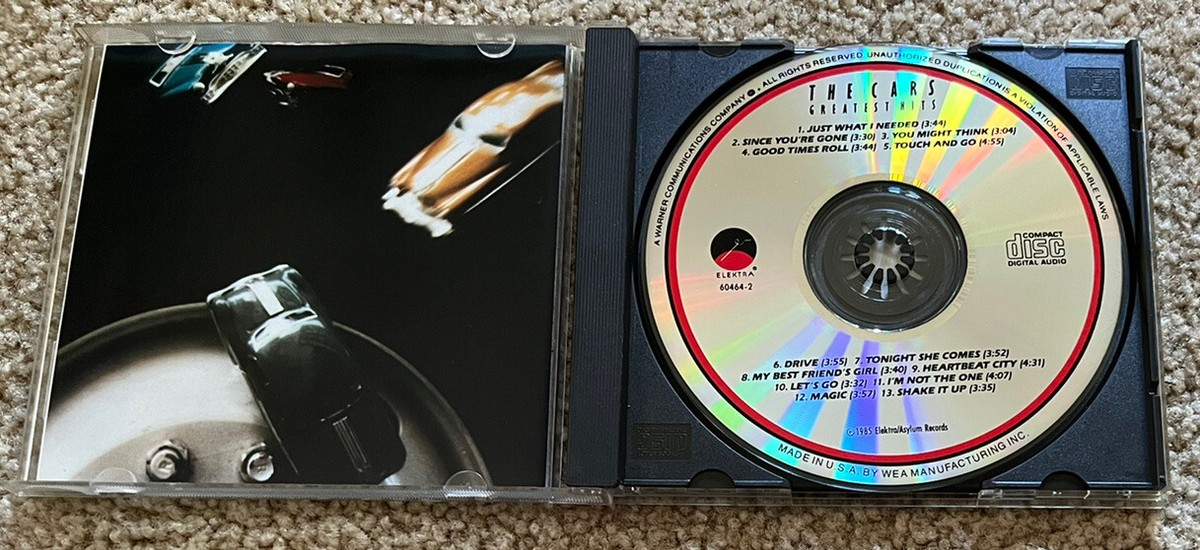 A WARNER COMMUNICATIONS COMPANY • ALL RIGHTS RESERVED UNAUTHORIZED DUPLICATION IS A VIOLATION OF APPLICABLE LAWS
THE CARS
GREATEST HITS
1. JUST WHAT I NEEDED (3:44)
2. SINCE YOU'RE GONE (3:30) 3. YOU MIGHT THINK (3:04)
4. GOOD TIMES ROLL (3:44) 5. TOUCH AND GO (4:55)
ELEKTRA®
60464-2
COMPACT
disc
DIGITAL AUDIO
6. DRIVE (3:55) 7. TONIGHT SHE COMES (3:52)
8. MY BEST FRIEND'S GIRL (3:40) 9. HEARTBEAT CITY (4:31)
10. LET'S GO (3:32) 11. I'M NOT THE ONE (4:07)
12. MAGIC (3:57) 13. SHAKE IT UP (3:35)
© 1985 Elektra/Asylum Records
MADE IN U.S.A. BY WEA MANUFACTURING INC.